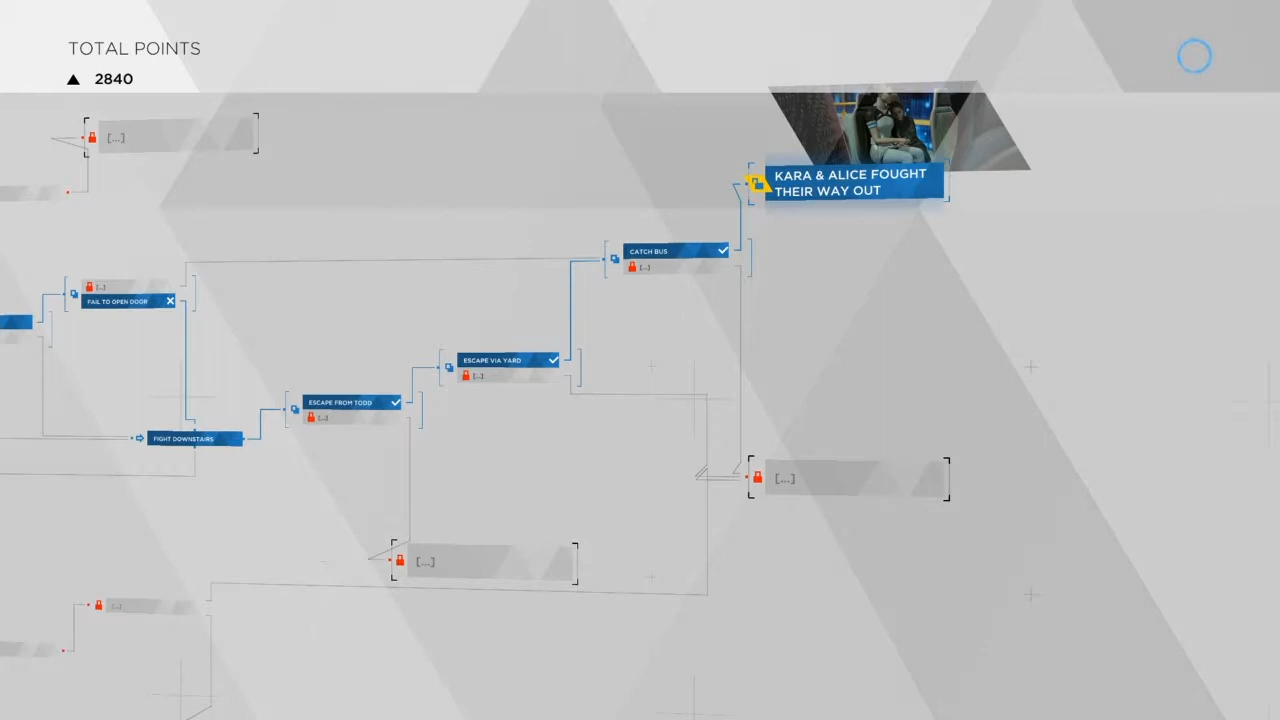 TOTAL POINTS
2840
[...]
KARA & ALICE FOUGHT
THEIR WAY OUT
CATCH BUS
[...]
[...]
FAIL TO OPEN DOOR
ESCAPE VIA YARD
[...]
ESCAPE FROM TODD
[...]
FIGHT DOWNSTAIRS
[...]
[...]
[...]